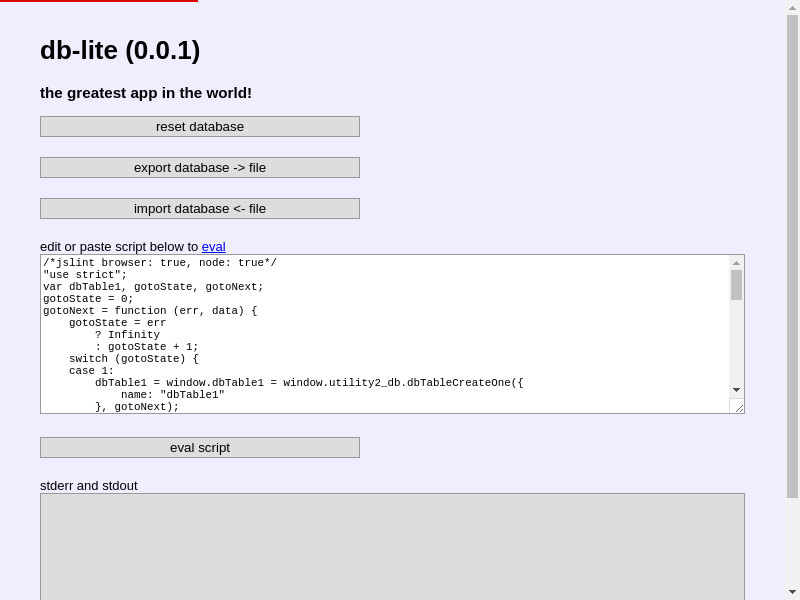 db-lite (0.0.1)
the greatest app in the world!
reset database
export database -> file
import database <- file
edit or paste script below to eval
/*jslint browser: true, node: true*/
"use strict";
var dbTable1, gotoState, gotoNext;
gotoState = 0;
gotoNext = function (err, data) {
    gotoState = err
        ? Infinity
        : gotoState + 1;
    switch (gotoState) {
    case 1:
        dbTable1 = window.dbTable1 = window.utility2_db.dbTableCreateOne({
            name: "dbTable1"
        }, gotoNext);
eval script
stderr and stdout